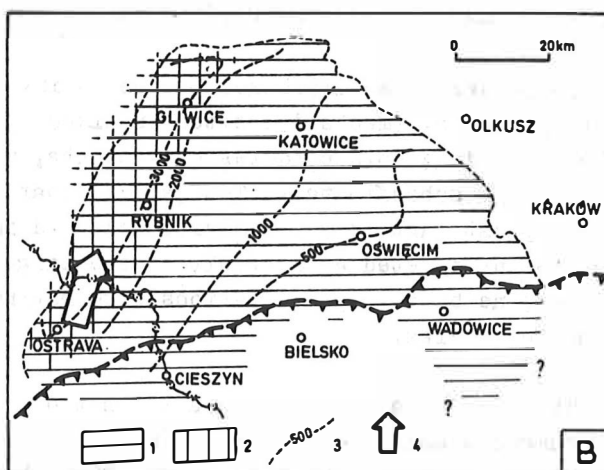 0 20km
GLIWICE
OLKUSZ
KATOWICE
3000
2000
KRAKÓW
RYBNIK
1000
OŚWIĘCIM
500
WADOWICE
OSTRAVA
BIELSKO
?
CIESZYN
?
1 2 500 3 4 B